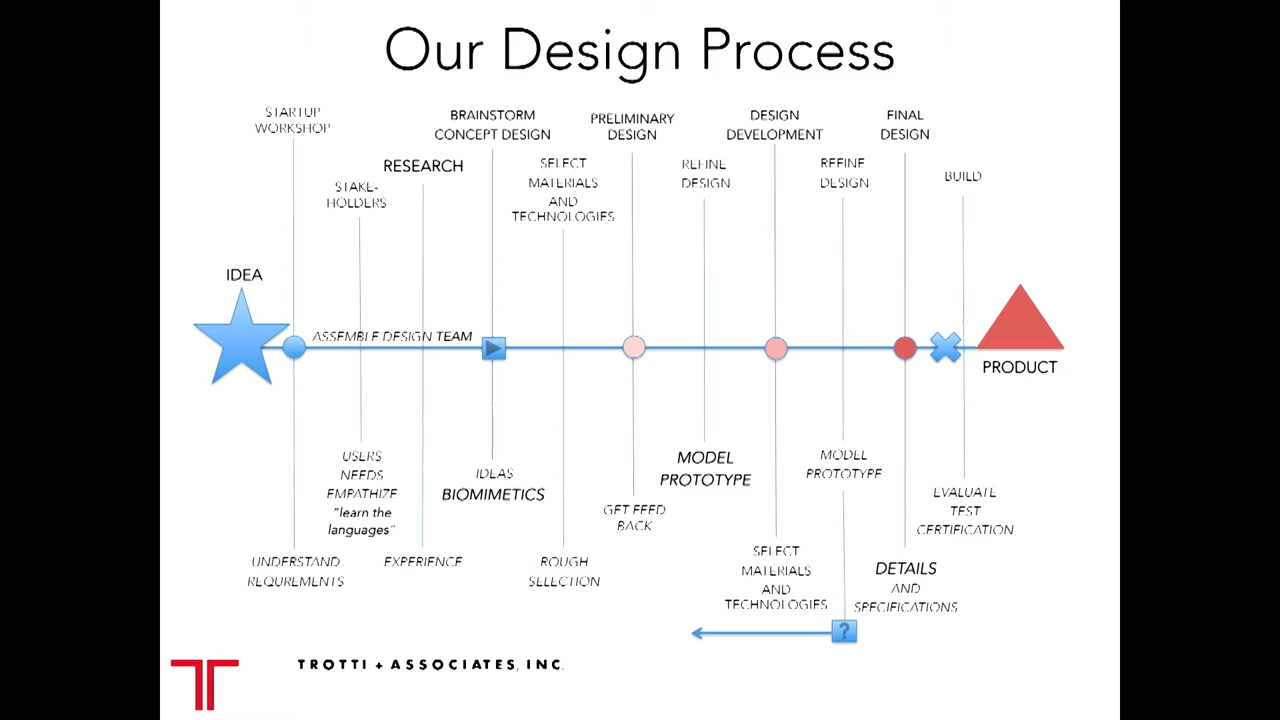 Our Design Process
STARTUP
WORKSHOP
STAKE-
HOLDERS
RESEARCH
BRAINSTORM
CONCEPT DESIGN
SELECT
MATERIALS
AND
TECHNOLOGIES
PRELIMINARY
DESIGN
REFINE
DESIGN
DESIGN
DEVELOPMENT
REFINE
DESIGN
FINAL
DESIGN
BUILD
IDEA
ASSEMBLE DESIGN TEAM
PRODUCT
UNDERSTAND
REQUREMENTS
USERS
NEEDS
EMPATHIZE
"learn the
languages"
EXPERIENCE
IDEAS
BIOMIMETICS
ROUGH
SELECTION
GET FEED
BACK
MODEL
PROTOTYPE
SELECT
MATERIALS
AND
TECHNOLOGIES
MODEL
PROTOTYPE
?
DETAILS
AND
SPECIFICATIONS
EVALUATE
TEST
CERTIFICATION
TROTTI + ASSOCIATES, INC.